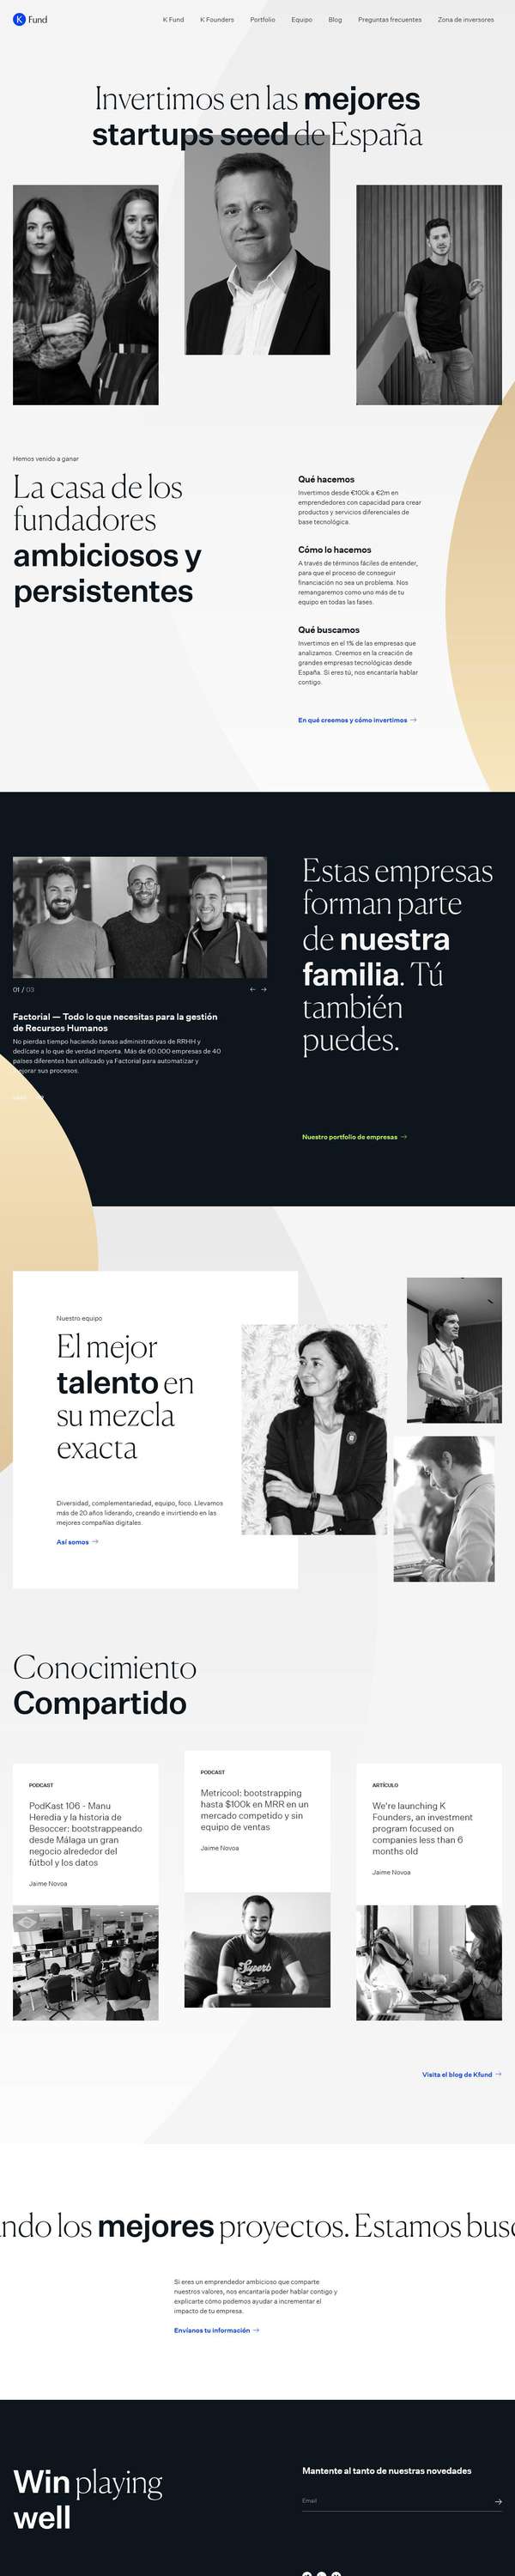 K Fund
K Fund K Founders Portfolio Equipo Blog Preguntas frecuentes Zona de inversores
Invertimos en las mejores
startups seed de España
Hemos venido a ganar
La casa de los
fundadores
ambiciosos y
persistentes
Qué hacemos
Invertimos desde €100k a €2m en
emprendedores con capacidad para crear
productos y servicios diferenciales de
base tecnológica.
Cómo lo hacemos
A través de términos fáciles de entender,
para que el proceso de conseguir
financiación no sea un problema. Nos
remangaremos como uno más de tu
equipo en todas las fases.
Qué buscamos
Invertimos en el 1% de las empresas que
analizamos. Creemos en la creación de
grandes empresas tecnológicas desde
España. Si eres tú, nos encantaría hablar
contigo.
En qué creemos y cómo invertimos →
01 / 03 ← →
Factorial — Todo lo que necesitas para la gestión
de Recursos Humanos
No pierdas tiempo haciendo tareas administrativas de RRHH y
dedícate a lo que de verdad importa. Más de 60.000 empresas de 40
países diferentes han utilizado ya Factorial para automatizar y
mejorar sus procesos.
Estas empresas
forman parte
de nuestra
familia. Tú
también
puedes.
Nuestro portfolio de empresas →
Nuestro equipo
El mejor
talento en
su mezcla
exacta
Diversidad, complementariedad, equipo, foco. Llevamos
más de 20 años liderando, creando e invirtiendo en las
mejores compañías digitales.
Así somos →
Conocimiento
Compartido
PODCAST
PodKast 106 - Manu
Heredia y la historia de
Besoccer: bootstrappeando
desde Málaga un gran
negocio alrededor del
fútbol y los datos
Jaime Novoa
PODCAST
Metricool: bootstrapping
hasta $100k en MRR en un
mercado competido y sin
equipo de ventas
Jaime Novoa
ARTÍCULO
We're launching K
Founders, an investment
program focused on
companies less than 6
months old
Jaime Novoa
Visita el blog de Kfund →
ando los mejores proyectos. Estamos busc
Si eres un emprendedor ambicioso que comparte
nuestros valores, nos encantaría poder hablar contigo y
explicarte cómo podemos ayudar a incrementar el
impacto de tu empresa.
Envíanos tu información →
Win playing
well
Mantente al tanto de nuestras novedades
Email →